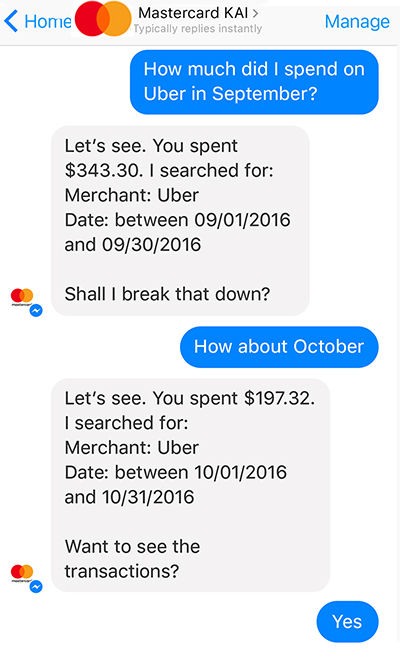 Home
Mastercard KAI >
Typically replies instantly
Manage
How much did I spend on
Uber in September?
Let's see. You spent
$343.30. I searched for:
Merchant: Uber
Date: between 09/01/2016
and 09/30/2016
Shall I break that down?
mastercard
How about October
Let's see. You spent $197.32.
I searched for:
Merchant: Uber
Date: between 10/01/2016
and 10/31/2016
Want to see the
transactions?
mastercard
Yes